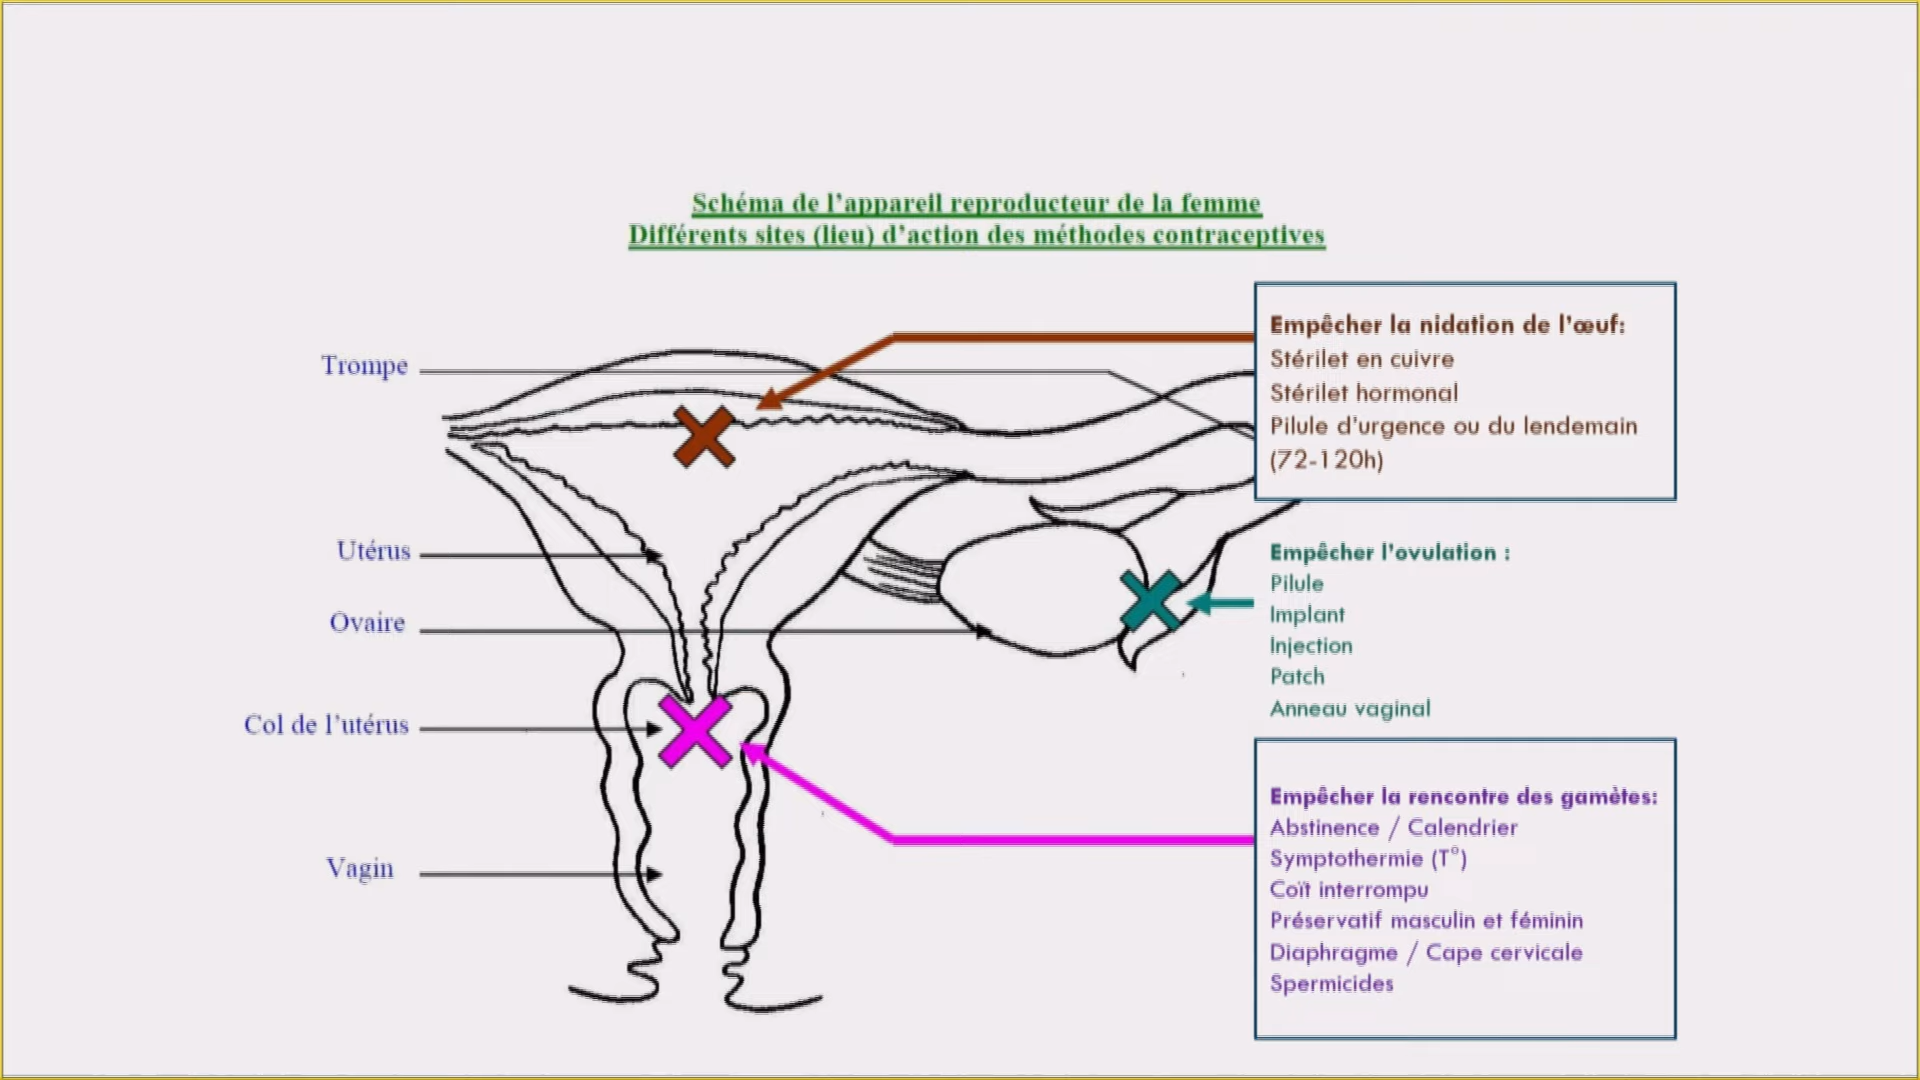 Schéma de l'appareil reproducteur de la femme
Différents sites (lieu) d'action des méthodes contraceptives
Trompe
Utérus
Ovaire
Col de l'utérus
Vagin
Empêcher la nidation de l'œuf:
Stérilet en cuivre
Stérilet hormonal
Pilule d'urgence ou du lendemain
(72-120h)
Empêcher l'ovulation :
Pilule
Implant
Injection
Patch
Anneau vaginal
Empêcher la rencontre des gamètes:
Abstinence / Calendrier
Symptothermie (T°)
Coït interrompu
Préservatif masculin et féminin
Diaphragme / Cape cervicale
Spermicides